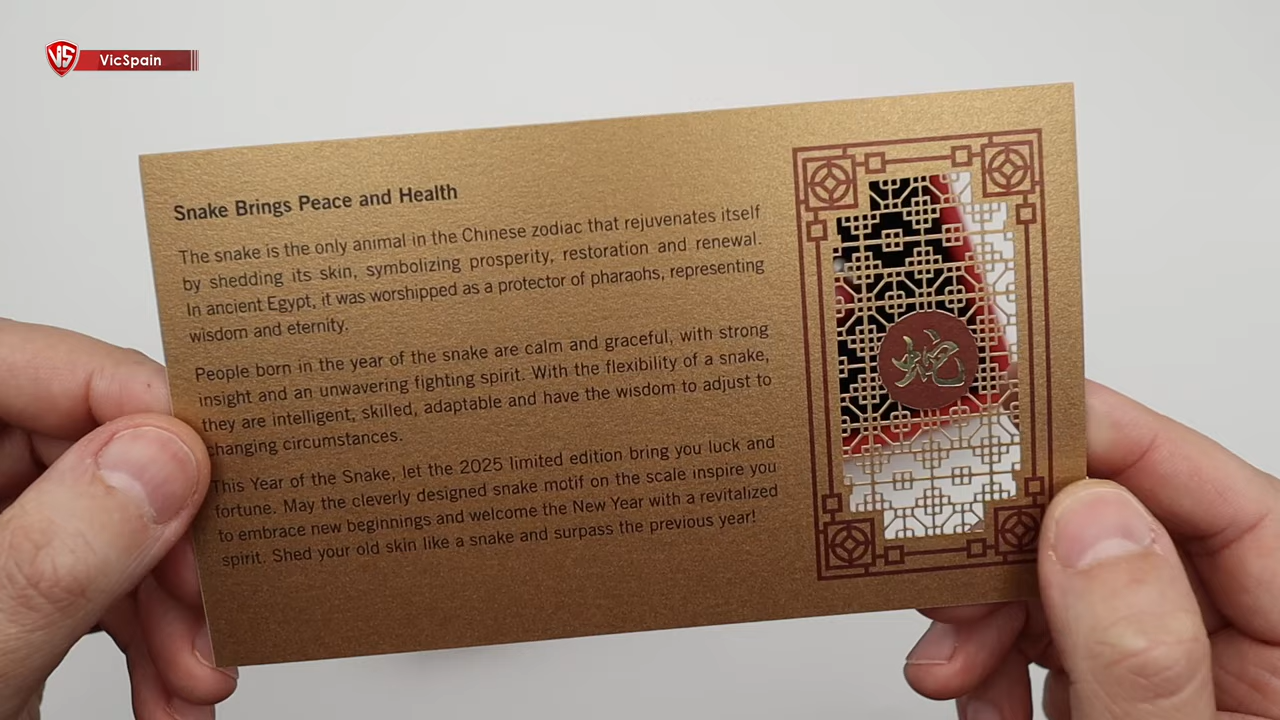 VS
VicSpain
Snake Brings Peace and Health
The snake is the only animal in the Chinese zodiac that rejuvenates itself
by shedding its skin, symbolizing prosperity, restoration and renewal.
In ancient Egypt, it was worshipped as a protector of pharaohs, representing
wisdom and eternity.
People born in the year of the snake are calm and graceful, with strong
insight and an unwavering fighting spirit. With the flexibility of a snake,
they are intelligent, skilled, adaptable and have the wisdom to adjust to
changing circumstances.
This Year of the Snake, let the 2025 limited edition bring you luck and
fortune. May the cleverly designed snake motif on the scale inspire you
to embrace new beginnings and welcome the New Year with a revitalized
spirit. Shed your old skin like a snake and surpass the previous year!
蛇